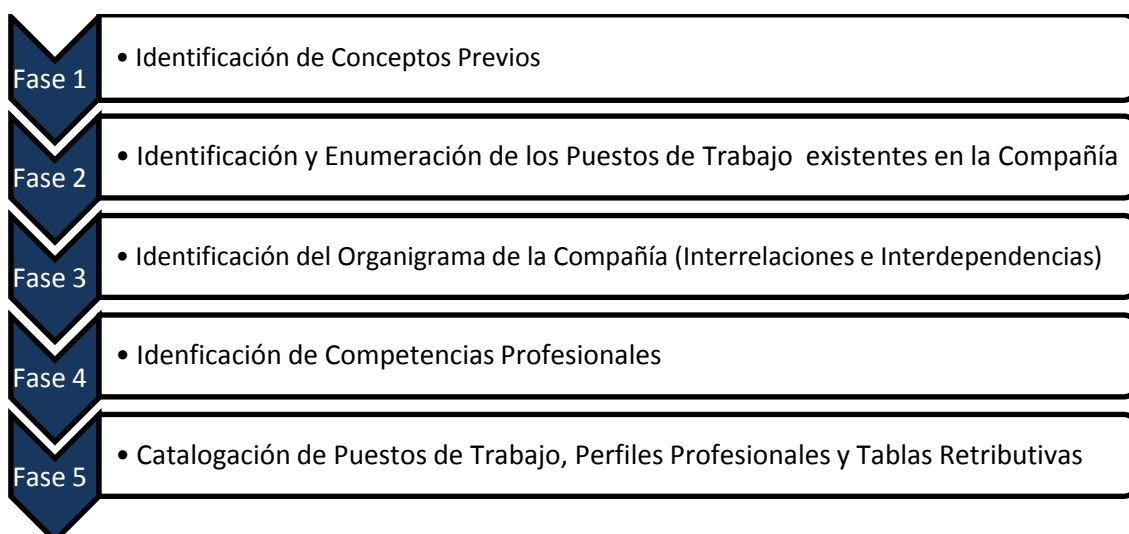 Fase 1
• Identificación de Conceptos Previos
Fase 2
• Identificación y Enumeración de los Puestos de Trabajo existentes en la Compañía
Fase 3
• Identificación del Organigrama de la Compañía (Interrelaciones e Interdependencias)
Fase 4
• Idenficación de Competencias Profesionales
Fase 5
• Catalogación de Puestos de Trabajo, Perfiles Profesionales y Tablas Retributivas